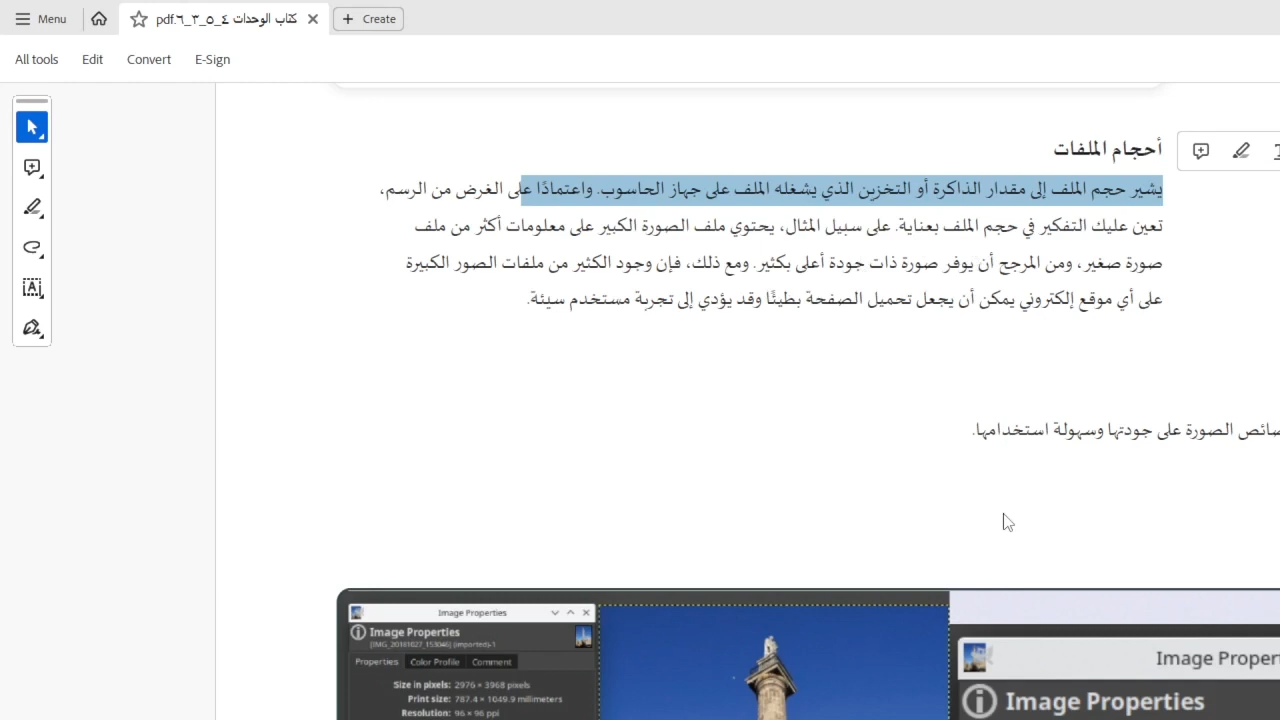 Menu
كتاب الوحدات ٤_٥_٣_٦.pdf
Create
All tools Edit Convert E-Sign
أحجام الملفات
يشير حجم الملف إلى مقدار الذاكرة أو التخزين الذي يشغله الملف على جهاز الحاسوب. واعتمادًا على الغرض من الرسم،
تعين عليك التفكير في حجم الملف بعناية. على سبيل المثال، يحتوي ملف الصورة الكبير على معلومات أكثر من ملف
صورة صغير، ومن المرجح أن يوفر صورة ذات جودة أعلى بكثير. ومع ذلك، فإن وجود الكثير من ملفات الصور الكبيرة
على أي موقع إلكتروني يمكن أن يجعل تحميل الصفحة بطيئًا وقد يؤدي إلى تجربة مستخدم سيئة.
الصورة على جودتها وسهولة استخدامها.
Image Properties
Image Properties
[IMG_20181027_153046] (imported)-1
Properties Color Profile Comment
Size in pixels: 2976 × 3968 pixels
Print size: 787.4 × 1049.9 millimeters
Resolution: 96 × 96 ppi
Image Properties